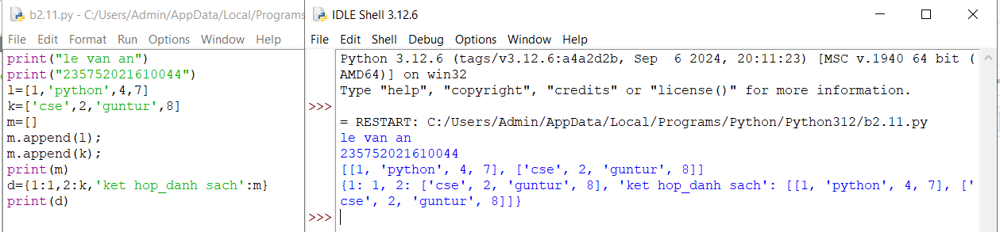 b2.11.py - C:/Users/Admin/AppData/Local/Programs
File Edit Format Run Options Window Help
print("le van an")
print("235752021610044")
l=[1,'python',4,7]
k=['cse',2,'guntur',8]
m=[]
m.append(l);
m.append(k);
print(m)
d={1:1,2:k,'ket hop_danh sach':m}
print(d)
IDLE Shell 3.12.6
File Edit Shell Debug Options Window Help
Python 3.12.6 (tags/v3.12.6:a4a2d2b, Sep  6 2024, 20:11:23) [MSC v.1940 64 bit (
AMD64)] on win32
Type "help", "copyright", "credits" or "license()" for more information.
>>>
= RESTART: C:/Users/Admin/AppData/Local/Programs/Python/Python312/b2.11.py
le van an
235752021610044
[[1, 'python', 4, 7], ['cse', 2, 'guntur', 8]]
{1: 1, 2: ['cse', 2, 'guntur', 8], 'ket hop_danh sach': [[1, 'python', 4, 7], ['
cse', 2, 'guntur', 8]]}
>>>